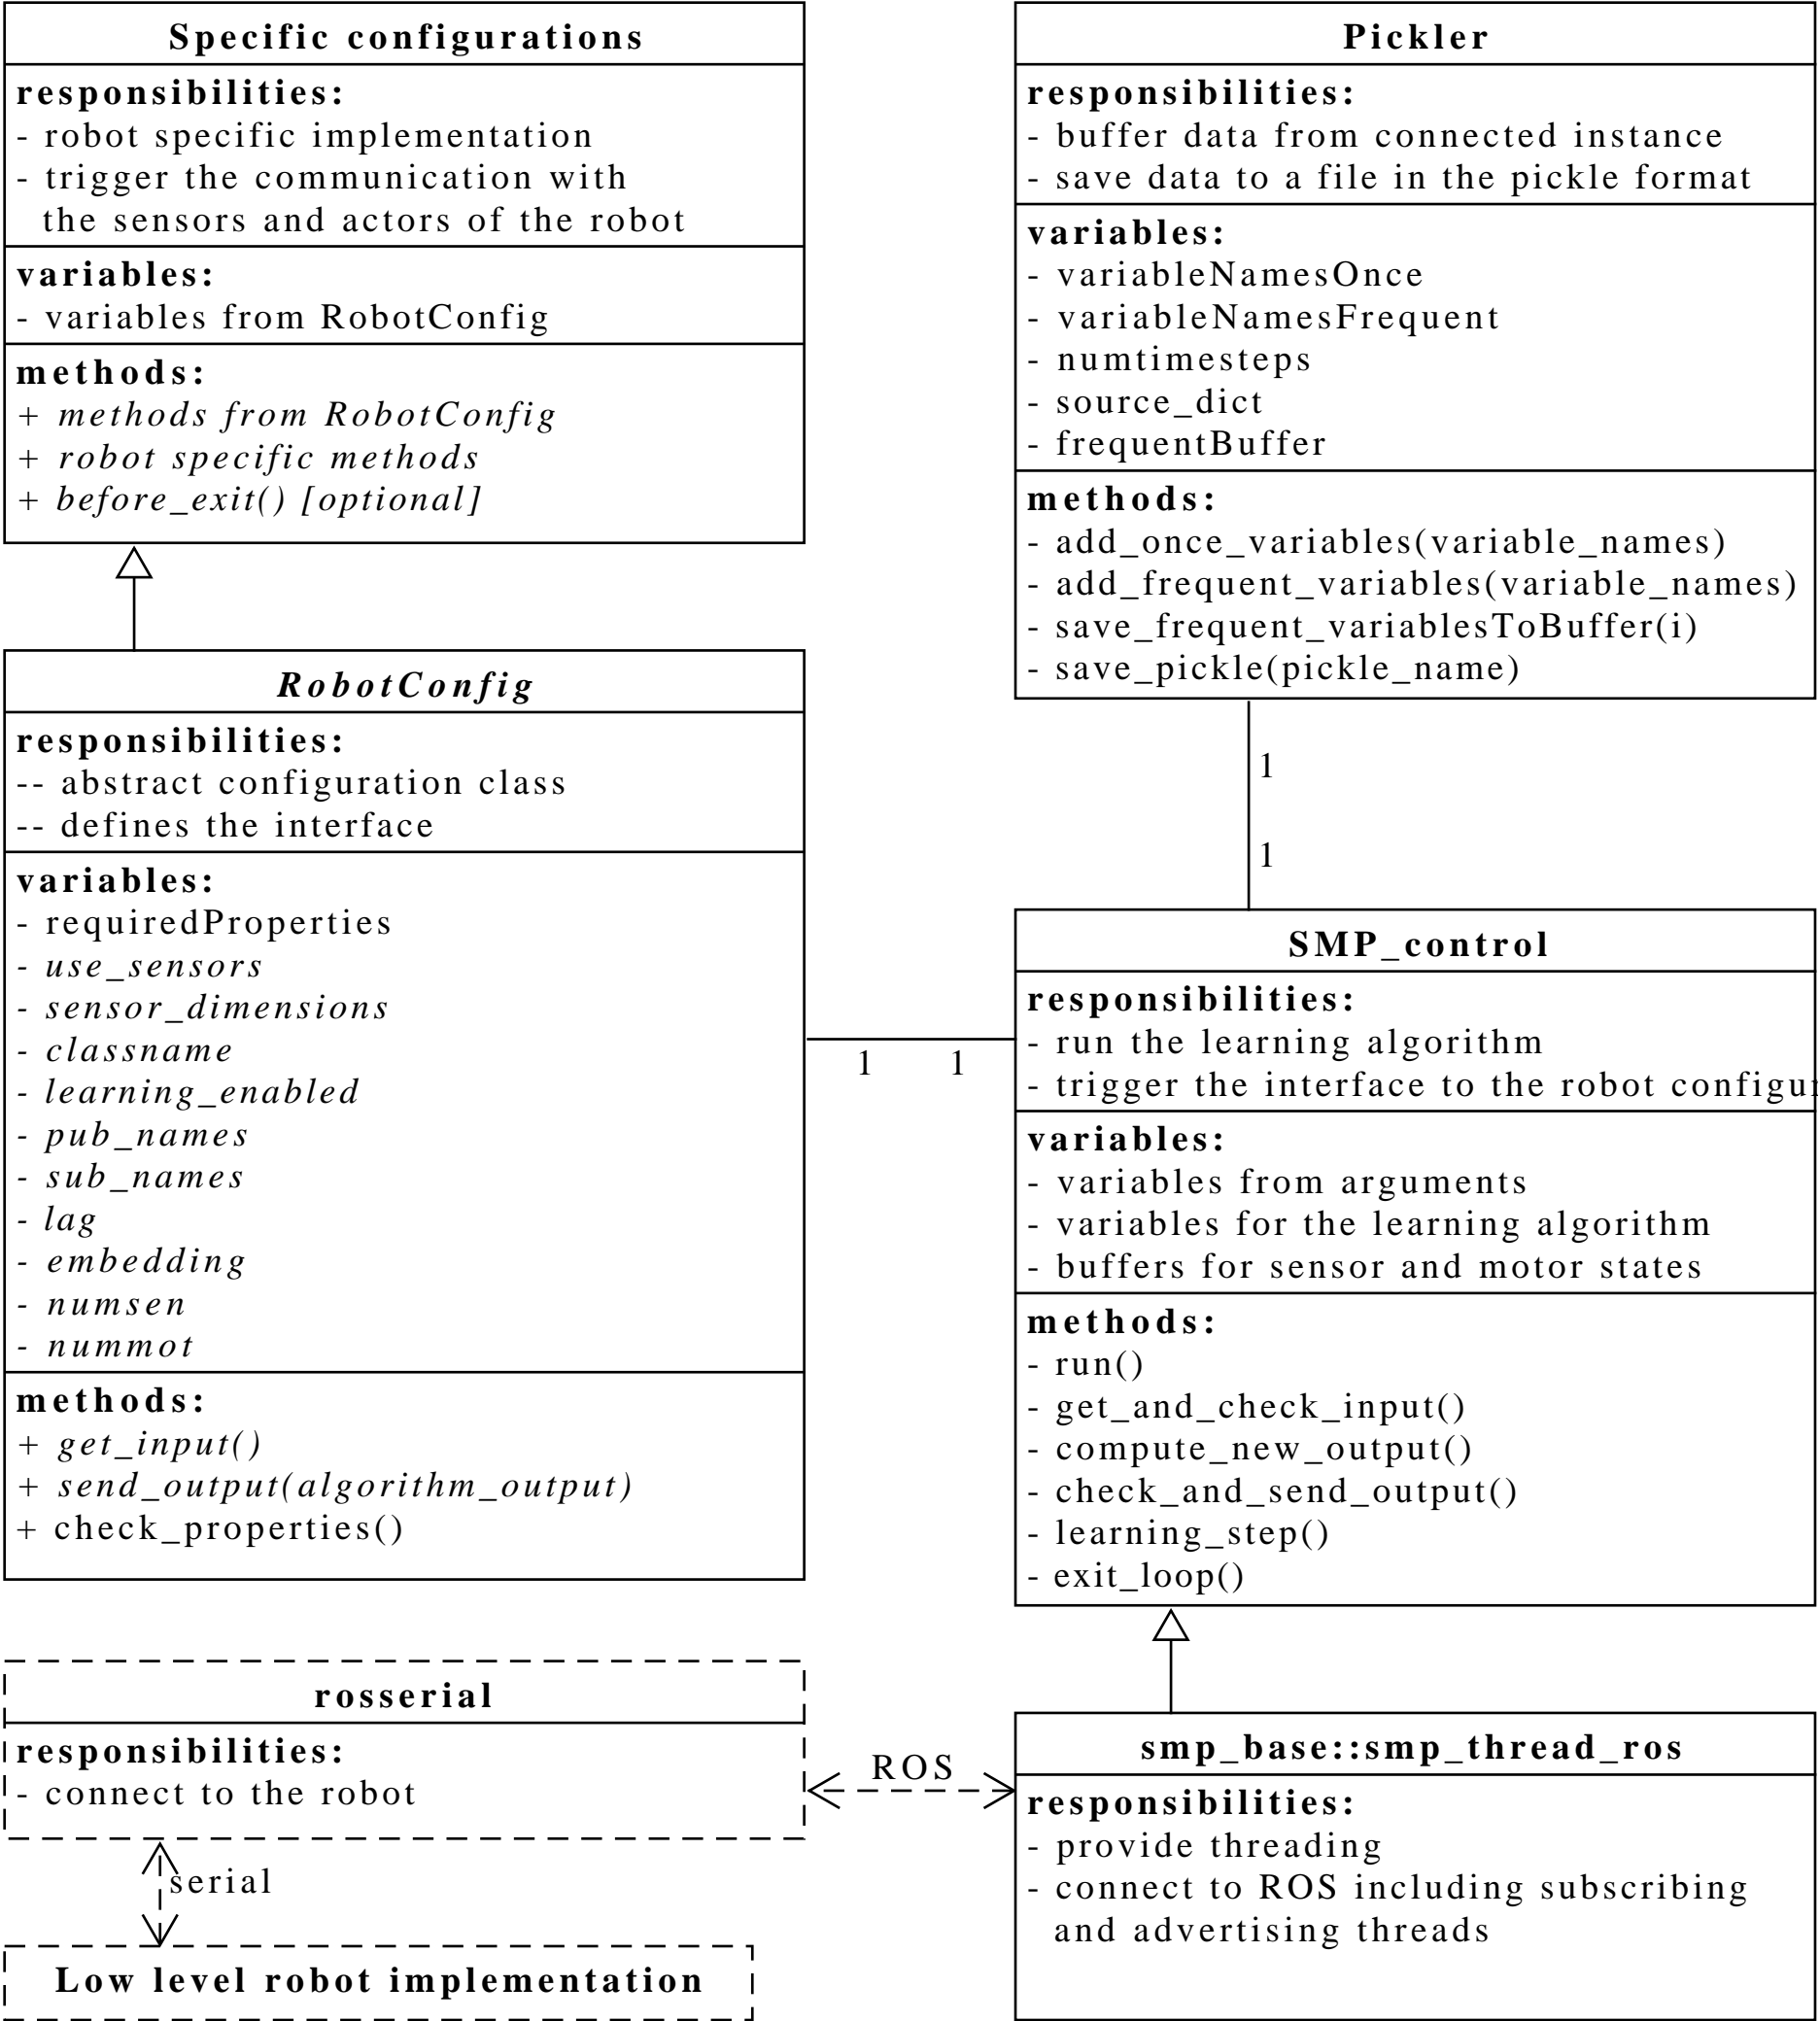 Specific configurations
responsibilities:
- robot specific implementation
- trigger the communication with
the sensors and actors of the robot
variables:
- variables from RobotConfig
methods:
+ methods from RobotConfig
+ robot specific methods
+ before_exit() [optional]
RobotConfig
responsibilities:
-- abstract configuration class
-- defines the interface
variables:
- requiredProperties
- use_sensors
- sensor_dimensions
- classname
- learning_enabled
- pub_names
- sub_names
- lag
- embedding
- numsen
- nummot
methods:
+ get_input()
+ send_output(algorithm_output)
+ check_properties()
1 1
Pickler
responsibilities:
- buffer data from connected instance
- save data to a file in the pickle format
variables:
- variableNamesOnce
- variableNamesFrequent
- numtimesteps
- source_dict
- frequentBuffer
methods:
- add_once_variables(variable_names)
- add_frequent_variables(variable_names)
- save_frequent_variablesToBuffer(i)
- save_pickle(pickle_name)
1
1
SMP_control
responsibilities:
- run the learning algorithm
- trigger the interface to the robot configur
variables:
- variables from arguments
- variables for the learning algorithm
- buffers for sensor and motor states
methods:
- run()
- get_and_check_input()
- compute_new_output()
- check_and_send_output()
- learning_step()
- exit_loop()
rosserial
responsibilities:
- connect to the robot
serial
Low level robot implementation
ROS
smp_base::smp_thread_ros
responsibilities:
- provide threading
- connect to ROS including subscribing
and advertising threads